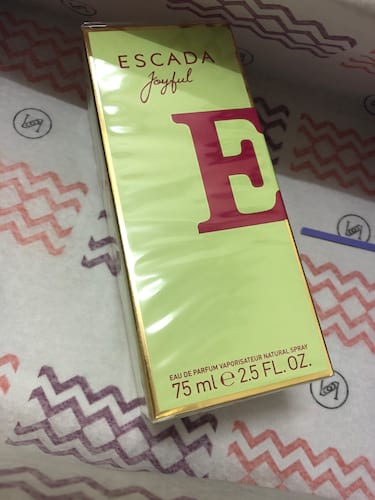 ESCADA
Joyful
E
EAU DE PARFUM VAPORISATEUR NATURAL SPRAY
75 ml e 2.5 FL. OZ.